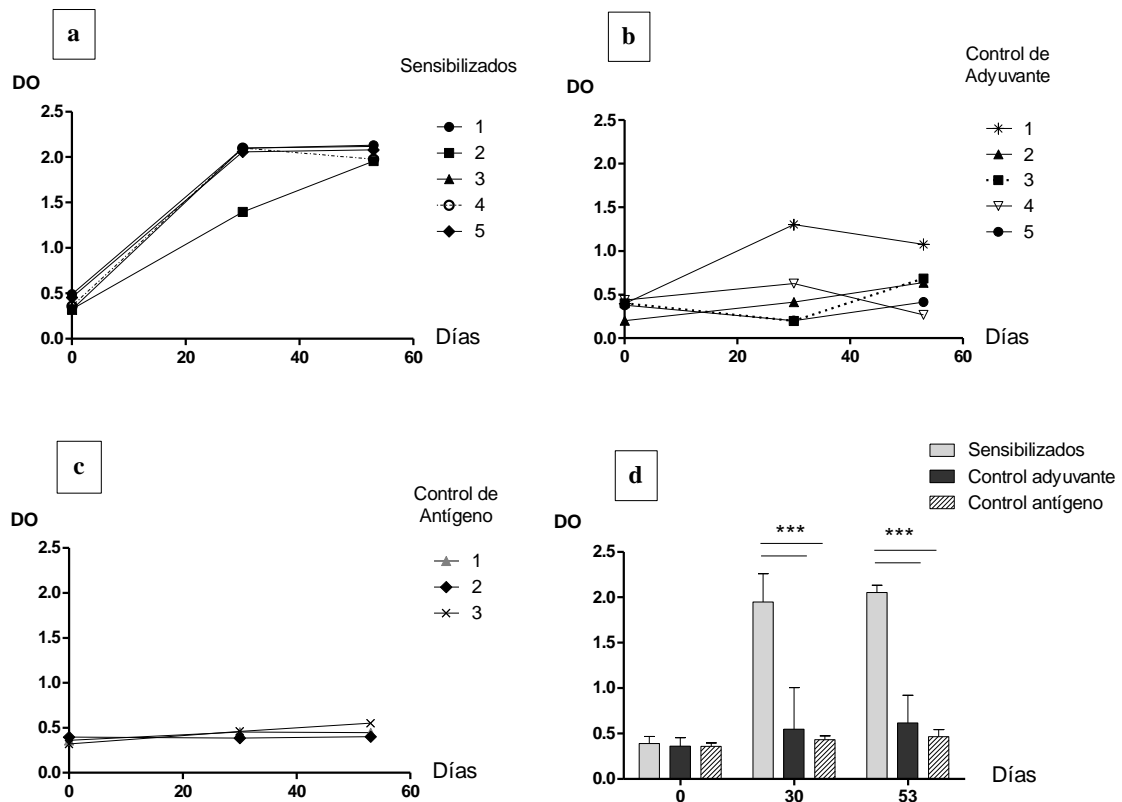 a
Sensibilizados
DO
2.5
2.0
1.5
1.0
0.5
0.0
0 20 40 60
Días
1
2
3
4
5
b
Control de
Adyuvante
DO
2.5
2.0
1.5
1.0
0.5
0.0
0 20 40 60
Días
1
2
3
4
5
c
Control de
Antígeno
DO
2.5
2.0
1.5
1.0
0.5
0.0
0 20 40 60
Días
1
2
3
d
Sensibilizados
Control adyuvante
Control antígeno
DO
*** ***
2.5
2.0
1.5
1.0
0.5
0.0
0 30 53
Días